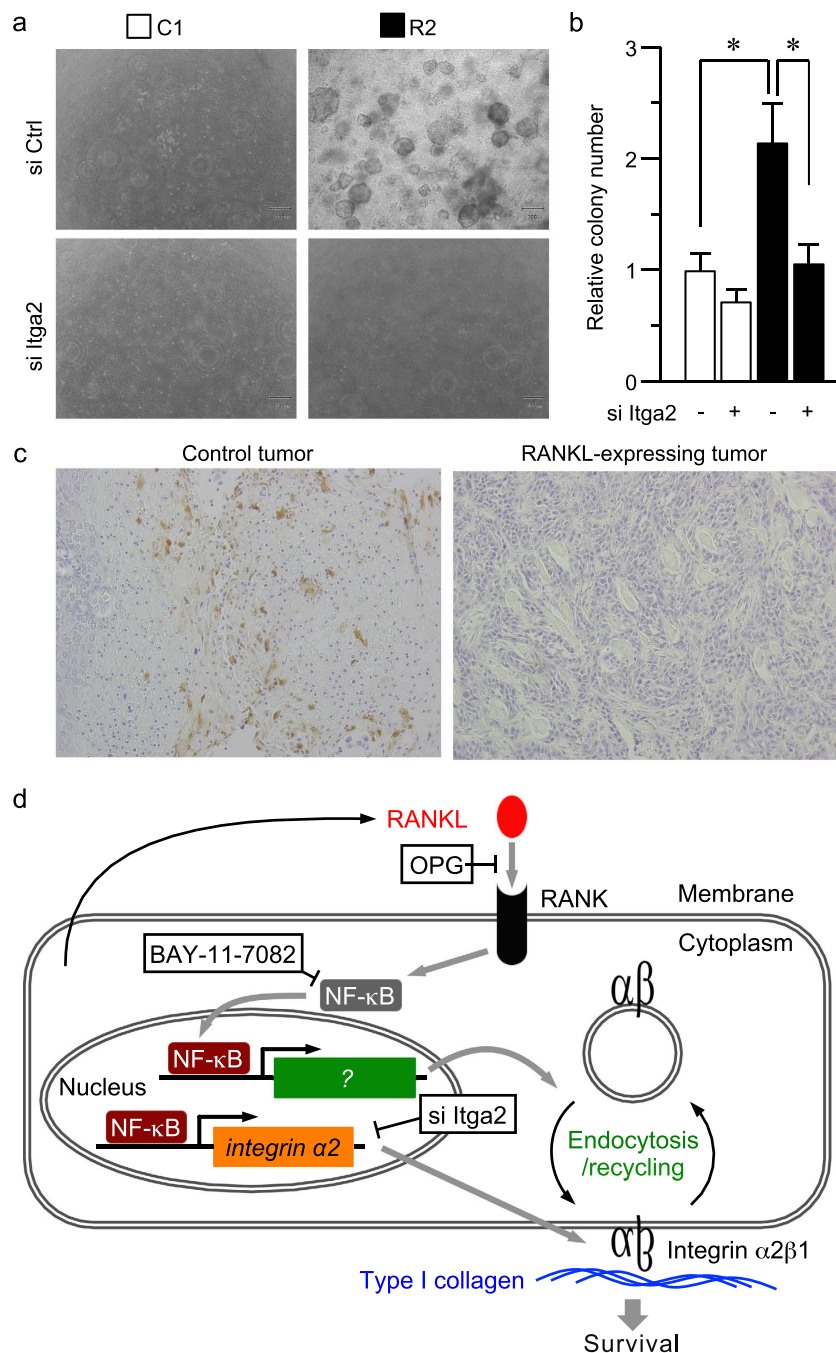 a
C1
R2
si Ctrl
si Itga2
b
3
2
1
0
Relative colony number
*
*
si Itga2 - + - +
c
Control tumor
RANKL-expressing tumor
d
RANKL
OPG
RANK
Membrane
Cytoplasm
BAY-11-7082
NF-κB
αβ
NF-κB
?
Nucleus
si Itga2
NF-κB
integrin α2
Endocytosis
/recycling
αβ
Integrin α2β1
Type I collagen
Survival